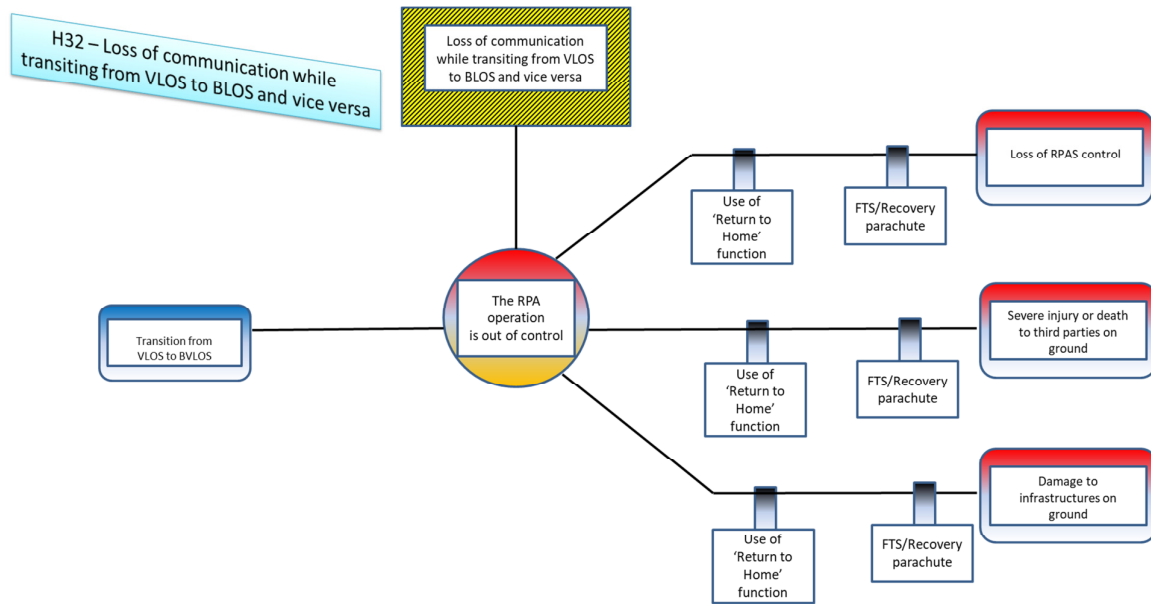 H32 – Loss of communication while
transiting from VLOS to BLOS and vice versa
Loss of communication
while transiting from VLOS
to BLOS and vice versa
Transition from
VLOS to BVLOS
The RPA
operation
is out of control
Use of
‘Return to
Home’
function
FTS/Recovery
parachute
Loss of RPAS control
Use of
‘Return to
Home’
function
FTS/Recovery
parachute
Severe injury or death
to third parties on
ground
Use of
‘Return to
Home’
function
FTS/Recovery
parachute
Damage to
infrastructures on
ground